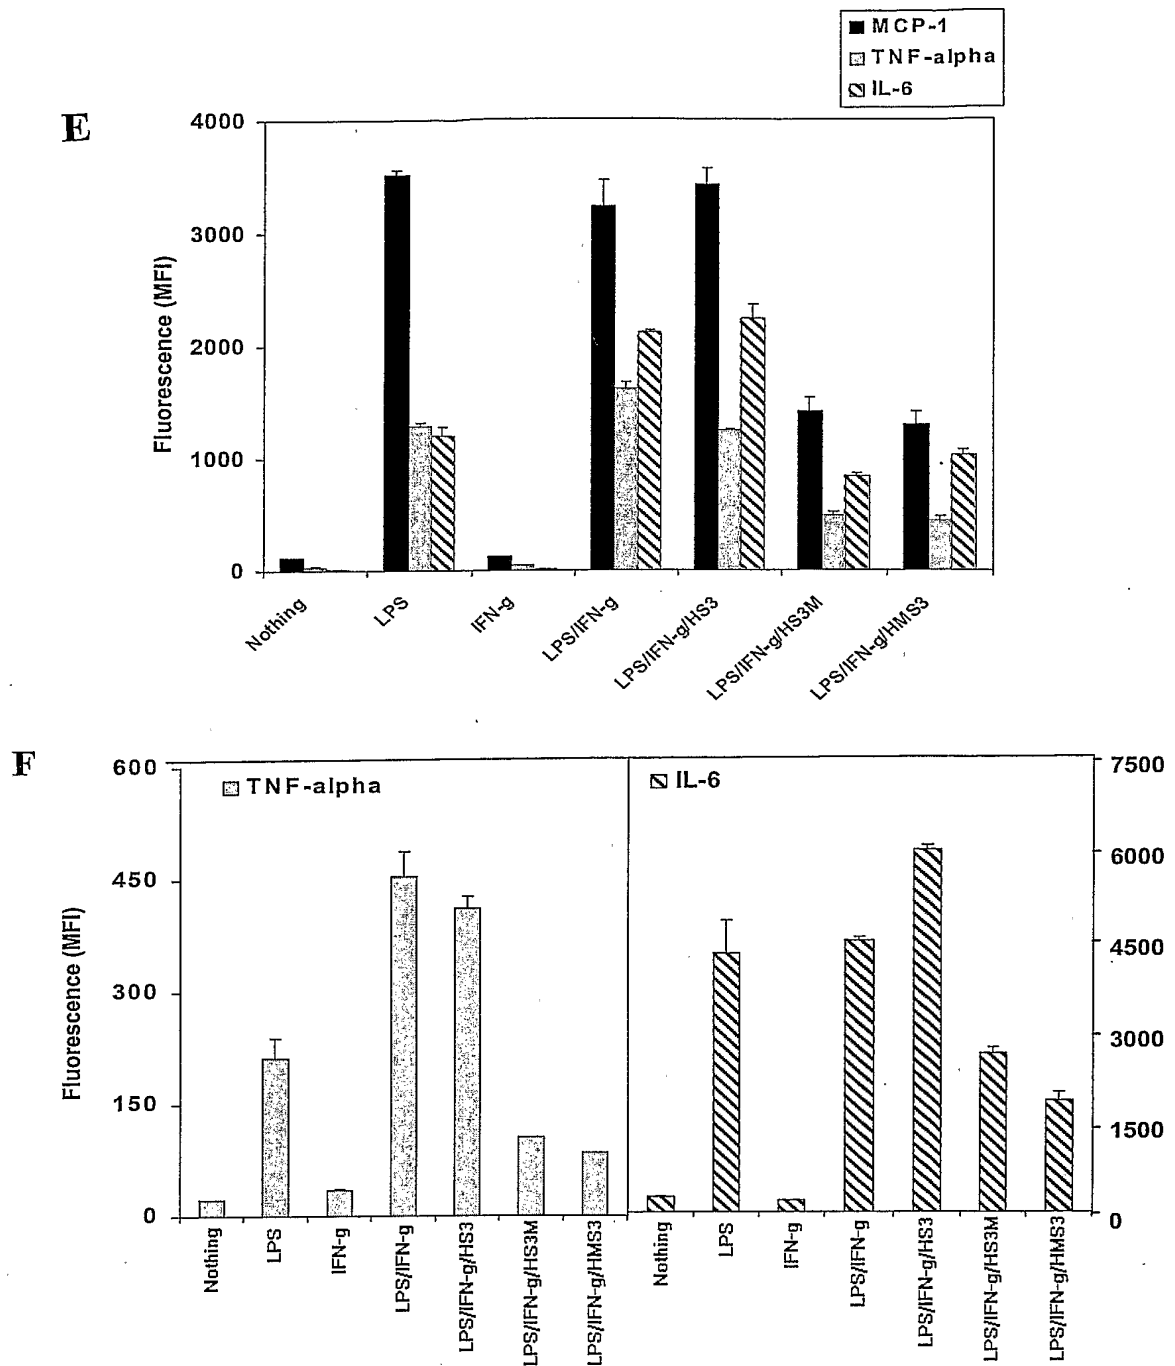 MCP-1
TNF-alpha
IL-6
E
4000
3000
2000
1000
0
Fluorescence (MFI)
Nothing
LPS
IFN-g
LPS/IFN-g
LPS/IFN-g/HS3
LPS/IFN-g/HS3M
LPS/IFN-g/HMS3
F
600
450
300
150
0
Fluorescence (MFI)
TNF-alpha
IL-6
7500
6000
4500
3000
1500
0
Nothing
LPS
IFN-g
LPS/IFN-g
LPS/IFN-g/HS3
LPS/IFN-g/HS3M
LPS/IFN-g/HMS3
Nothing
LPS
IFN-g
LPS/IFN-g
LPS/IFN-g/HS3
LPS/IFN-g/HS3M
LPS/IFN-g/HMS3